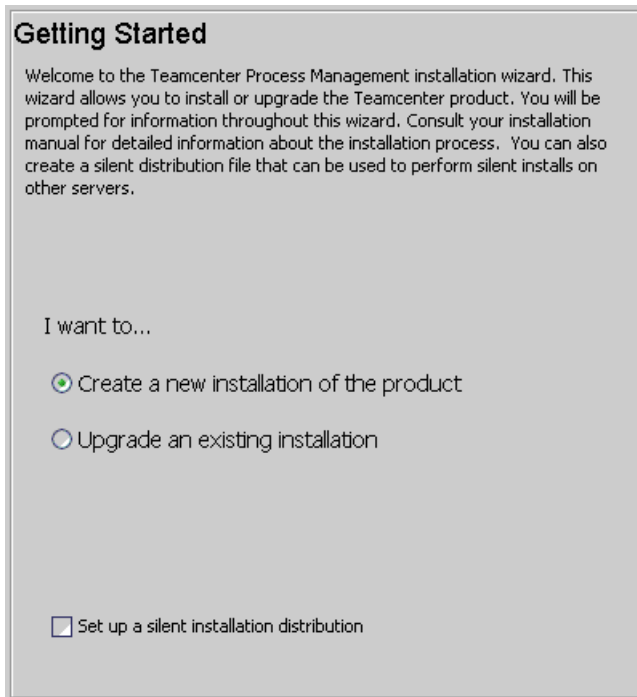 Getting Started
Welcome to the Teamcenter Process Management installation wizard. This
wizard allows you to install or upgrade the Teamcenter product. You will be
prompted for information throughout this wizard. Consult your installation
manual for detailed information about the installation process.  You can also
create a silent distribution file that can be used to perform silent installs on
other servers.
I want to...
Create a new installation of the product
Upgrade an existing installation
Set up a silent installation distribution